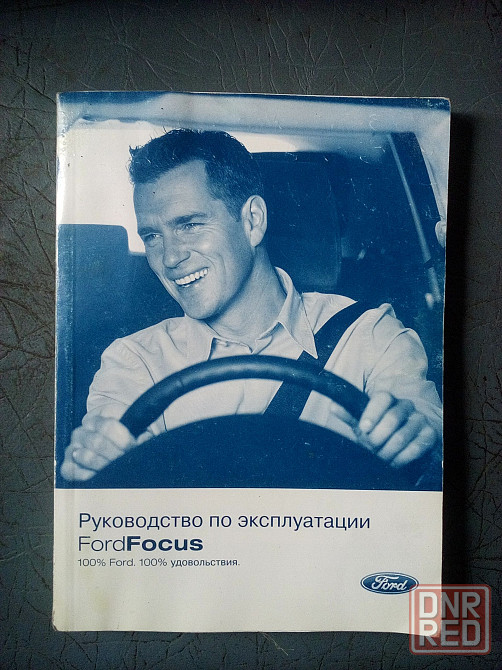 Руководство по эксплуатации
FordFocus
100% Ford. 100% удовольствия.
Ford
DNR
RED